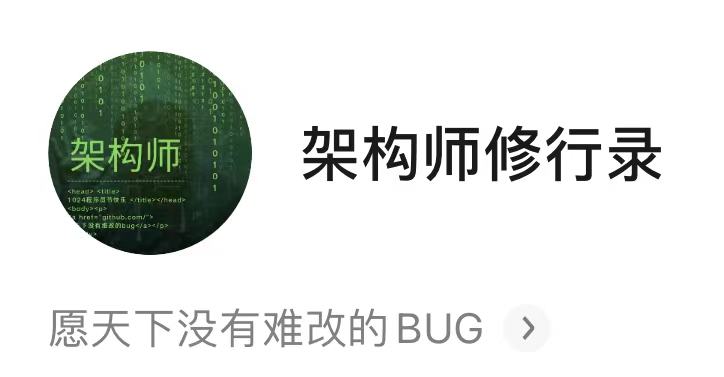 架构师
<head> <title>
1024程序员节快乐 </title></head>
<body><p>
a href="github.com/">
下没有难改的bug</a></p>
架构师修行录
愿天下没有难改的BUG